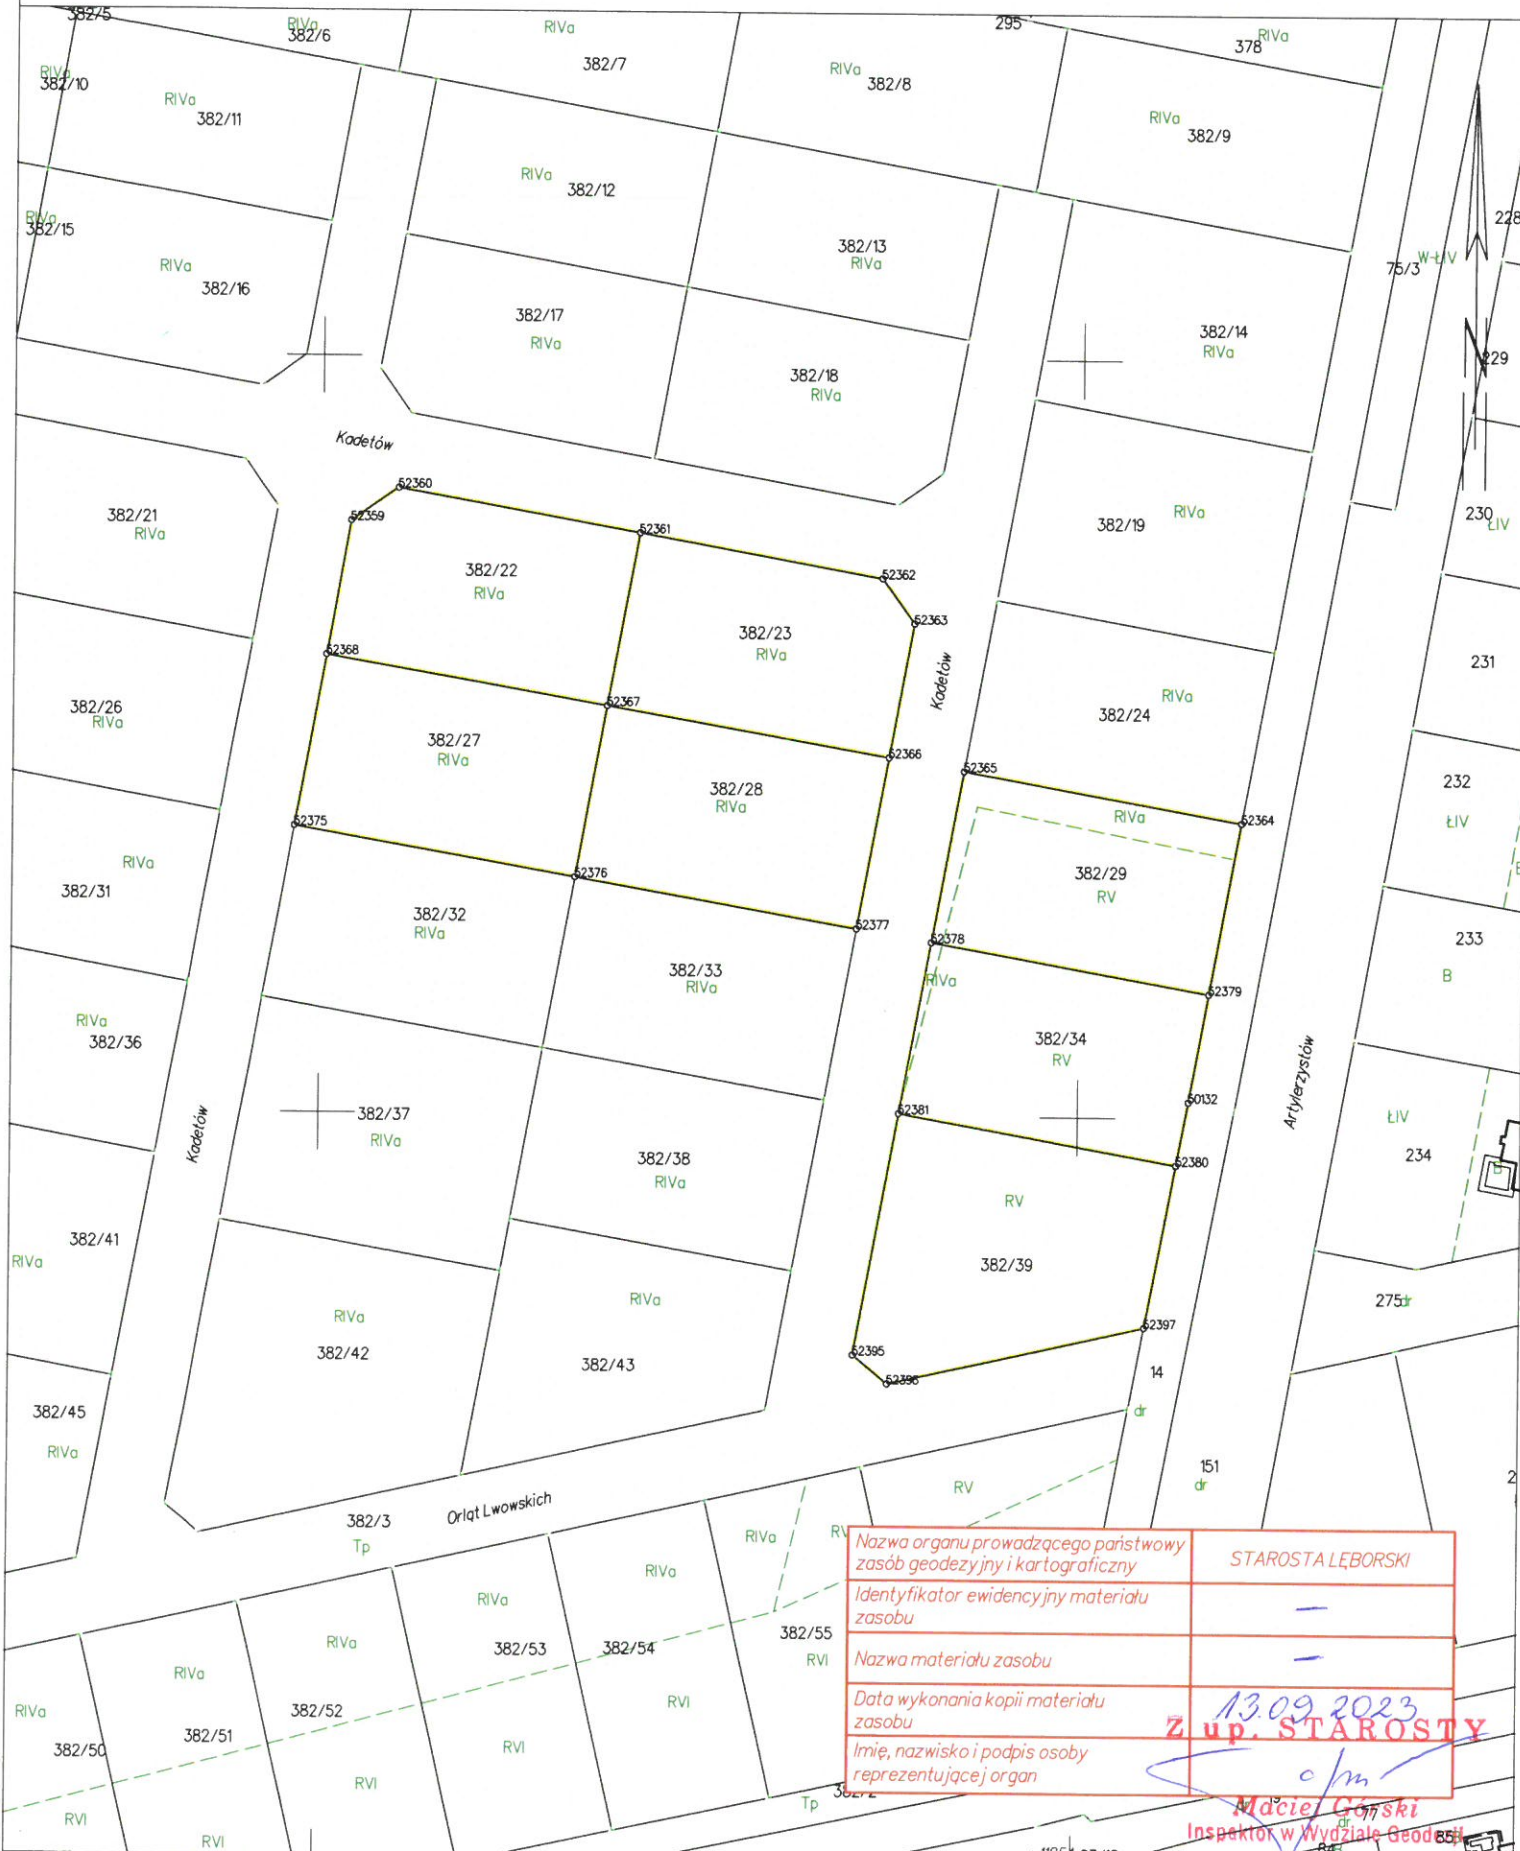 382/5
RIVa
382/6
RIVa
382/7
295
RIVa
378
RIVa
382/10
RIVa
382/11
RIVa
382/8
RIVa
382/9
RIVa
382/12
RIVa
382/15
RIVa
382/16
382/13
RIVa
228
75/3
W-ŁIV
382/17
RIVa
382/14
RIVa
N
229
382/18
RIVa
Kadetów
52360
52359
52361
382/21
RIVa
382/19
RIVa
230
ŁIV
382/22
RIVa
52362
52363
382/23
RIVa
52368
Kadetów
231
382/26
RIVa
52367
382/24
RIVa
382/27
RIVa
52366
52365
232
ŁIV
382/28
RIVa
52375
RIVa
52364
RIVa
382/31
52376
382/29
RV
382/32
RIVa
52377
52378
233
B
382/33
RIVa
RIVa
52379
RIVa
382/36
382/34
RV
Artylerzystów
50132
52381
382/37
RIVa
Kadetów
ŁIV
234
B
382/38
RIVa
52380
RV
382/41
RIVa
382/39
RIVa
275
dr
RIVa
382/42
52397
382/43
52395
52396
14
dr
382/45
RIVa
151
dr
RV
382/3
Tp
Orląt Lwowskich
RIVa
RV
RIVa
RIVa
382/53
382/54
382/55
RVI
RIVa
RIVa
382/52
382/51
RIVa
382/50
RVI
RVI
RVI
RVI
RVI
Tp
Nazwa organu prowadzącego państwowy
zasób geodezyjny i kartograficzny
STAROSTA LĘBORSKI
Identyfikator ewidencyjny materiału
zasobu
—
Nazwa materiału zasobu
—
Data wykonania kopii materiału
zasobu
13.09.2023
Z up. STAROSTY
Imię, nazwisko i podpis osoby
reprezentującej organ
Maciej Górski
77
dr
Inspektor w Wydziale Geodezji
85